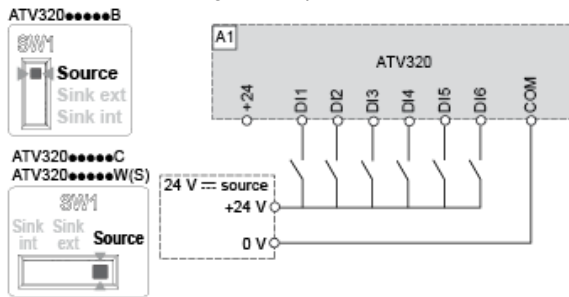 ATV320●●●●●B
SW1
Source
Sink ext
Sink int
ATV320●●●●●C
ATV320●●●●●W(S)
SW1
Sink int
Sink ext
Source
A1
ATV320
+24
DI1
DI2
DI3
DI4
DI5
DI6
COM
24 V ⎓ source
+24 V
0 V